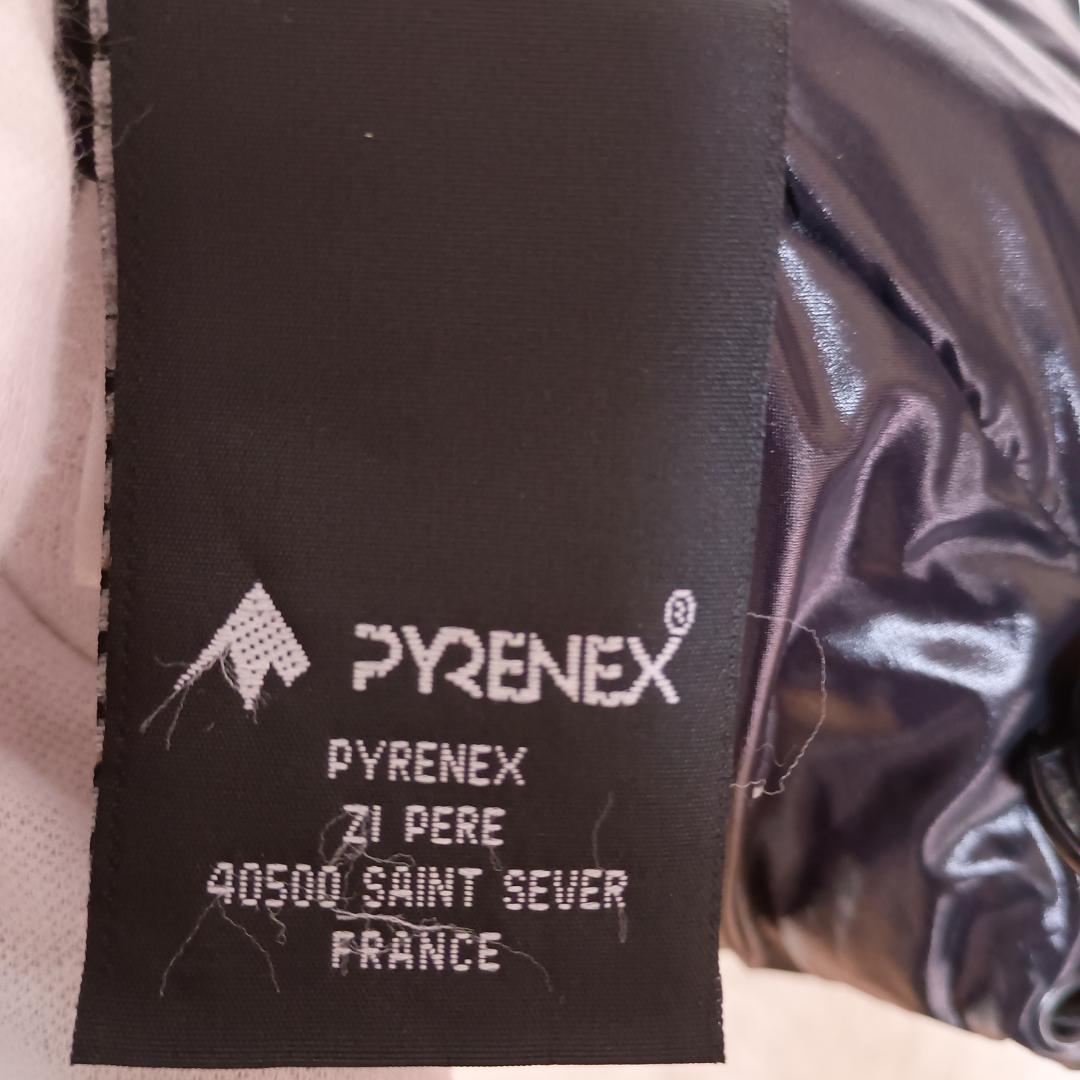 PYRENEX®
PYRENEX
ZI PERE
40500 SAINT SEVER
FRANCE